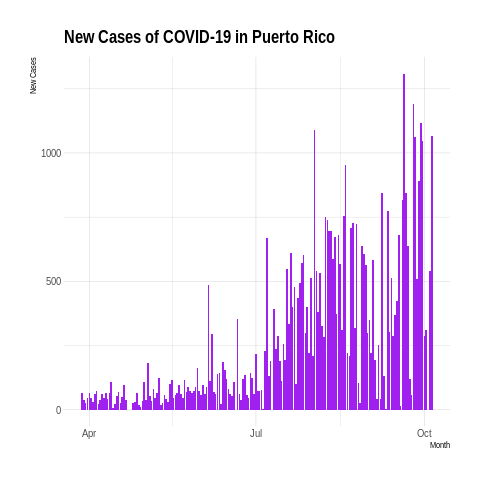 New Cases of COVID-19 in Puerto Rico
New Cases
1000
500
0
Apr
Jul
Oct
Month